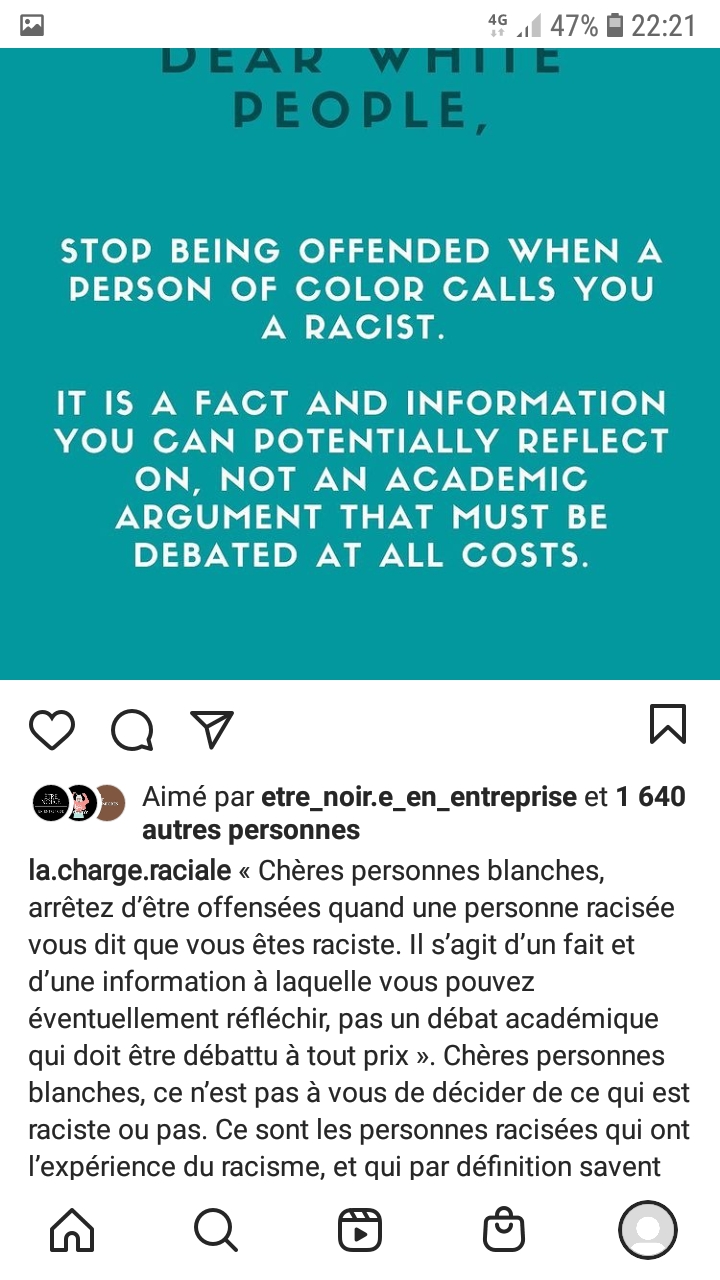 4G 47% 22:21
DEAR WHITE
PEOPLE,
STOP BEING OFFENDED WHEN A
PERSON OF COLOR CALLS YOU
A RACIST.
IT IS A FACT AND INFORMATION
YOU CAN POTENTIALLY REFLECT
ON, NOT AN ACADEMIC
ARGUMENT THAT MUST BE
DEBATED AT ALL COSTS.
Aimé par etre_noir.e_en_entreprise et 1 640
autres personnes
la.charge.raciale « Chères personnes blanches,
arrêtez d’être offensées quand une personne racisée
vous dit que vous êtes raciste. Il s’agit d’un fait et
d’une information à laquelle vous pouvez
éventuellement réfléchir, pas un débat académique
qui doit être débattu à tout prix ». Chères personnes
blanches, ce n’est pas à vous de décider de ce qui est
raciste ou pas. Ce sont les personnes racisées qui ont
l’expérience du racisme, et qui par définition savent